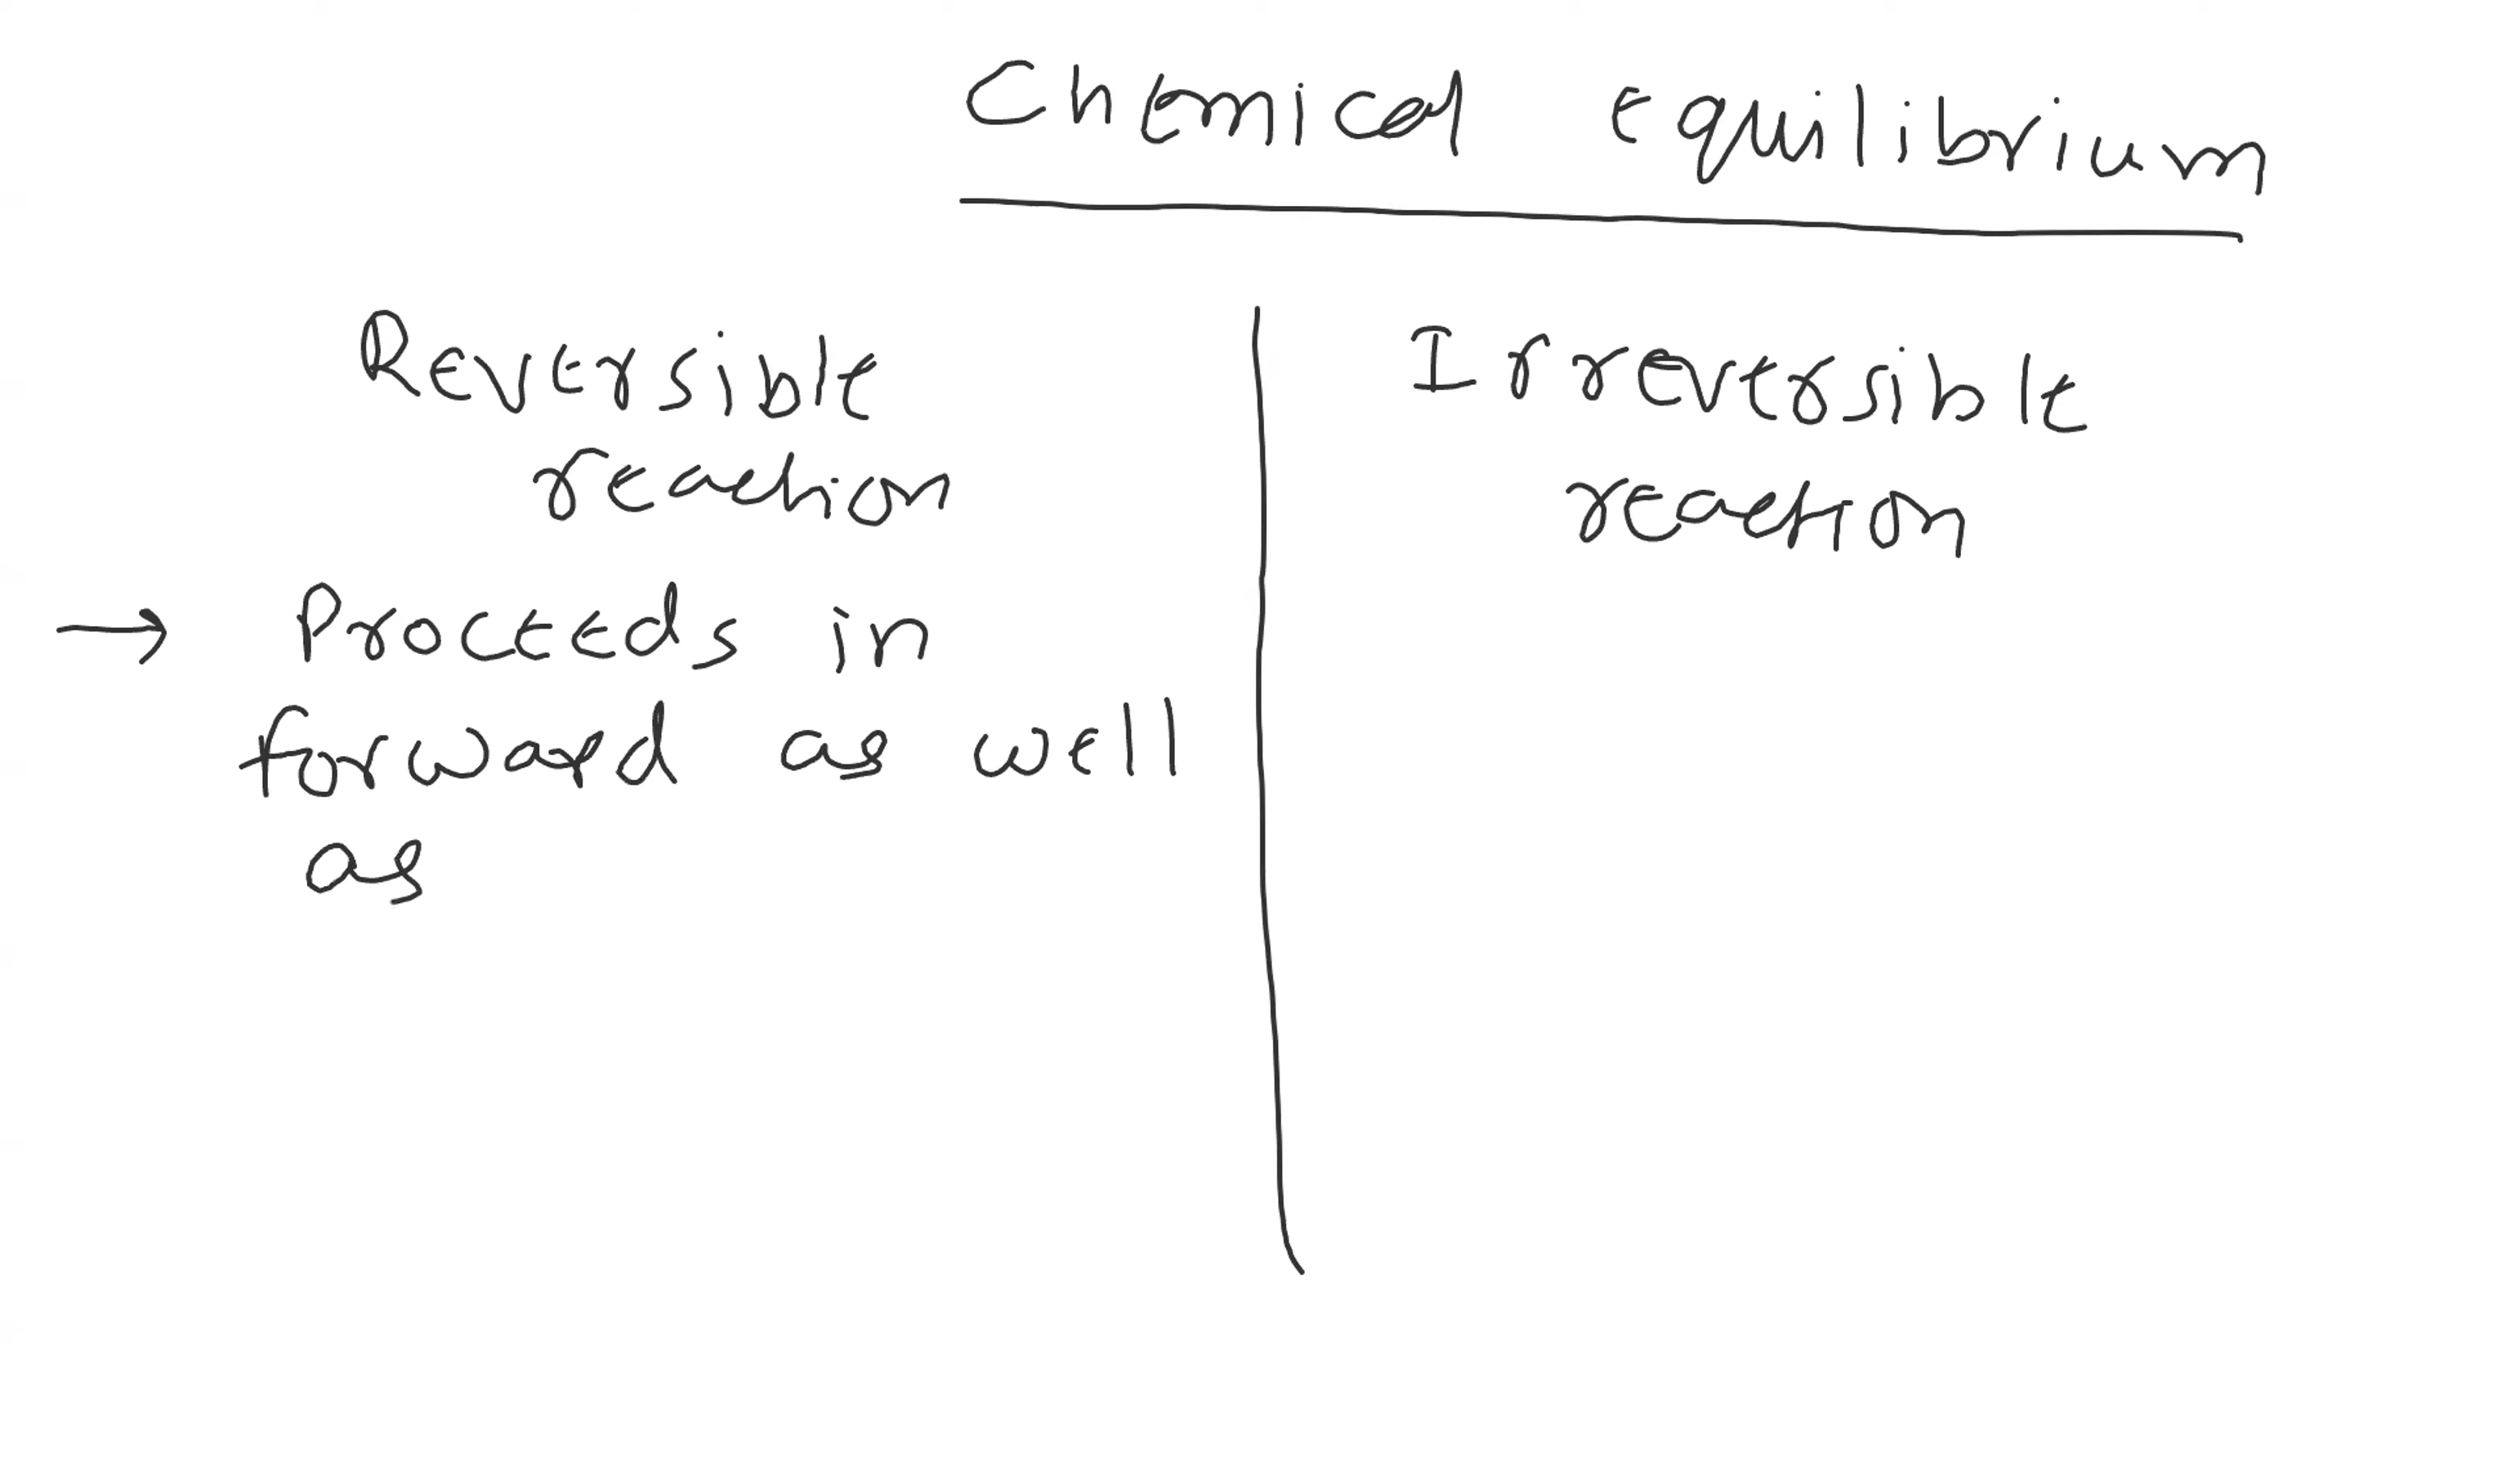 Chemical equilibrium
Reversible
reaction
→ Proceeds in
forward as well
as
Irreversible
reaction